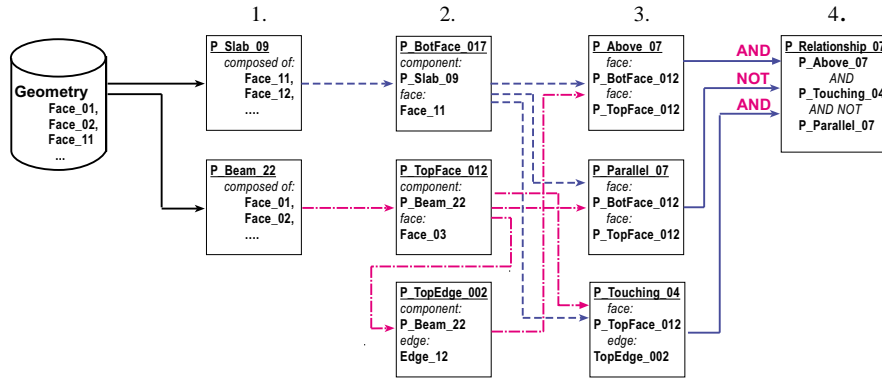 1.
2.
3.
4.
Geometry
Face_01,
Face_02,
Face_11
...
P_Slab_09
composed of:
Face_11,
Face_12,
....
P_Beam_22
composed of:
Face_01,
Face_02,
....
P_BotFace_017
component:
P_Slab_09
face:
Face_11
P_TopFace_012
component:
P_Beam_22
face:
Face_03
P_TopEdge_002
component:
P_Beam_22
edge:
Edge_12
P_Above_07
face:
P_BotFace_012
face:
P_TopFace_012
P_Parallel_07
face:
P_BotFace_012
face:
P_TopFace_012
P_Touching_04
face:
P_TopFace_012
edge:
TopEdge_002
AND
NOT
AND
P_Relationship_07
P_Above_07
AND
P_Touching_04
AND NOT
P_Parallel_07